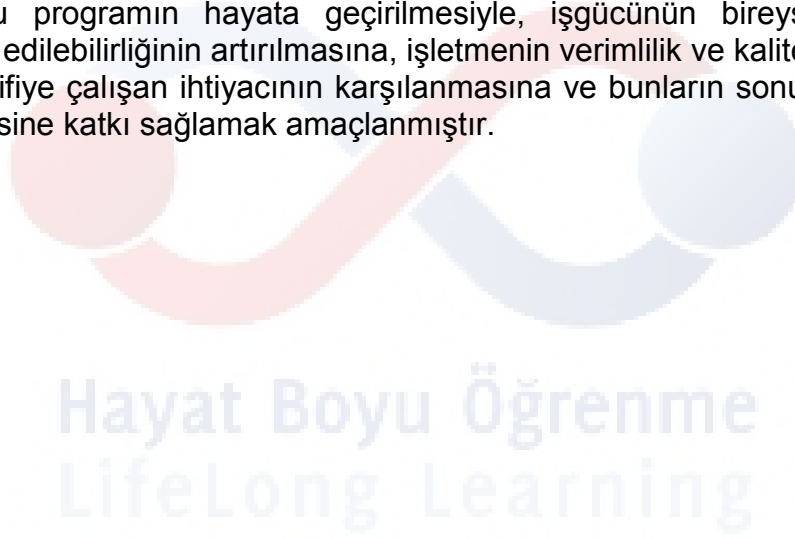 programın hayata geçirilmesiyle, işgücünün bireys
edilebilirliğinin artırılmasına, işletmenin verimlilik ve kalite
ifiye çalışan ihtiyacının karşılanmasına ve bunların sonu
sine katkı sağlamak amaçlanmıştır.
Hayat Boyu Öğrenme
LifeLong Learning